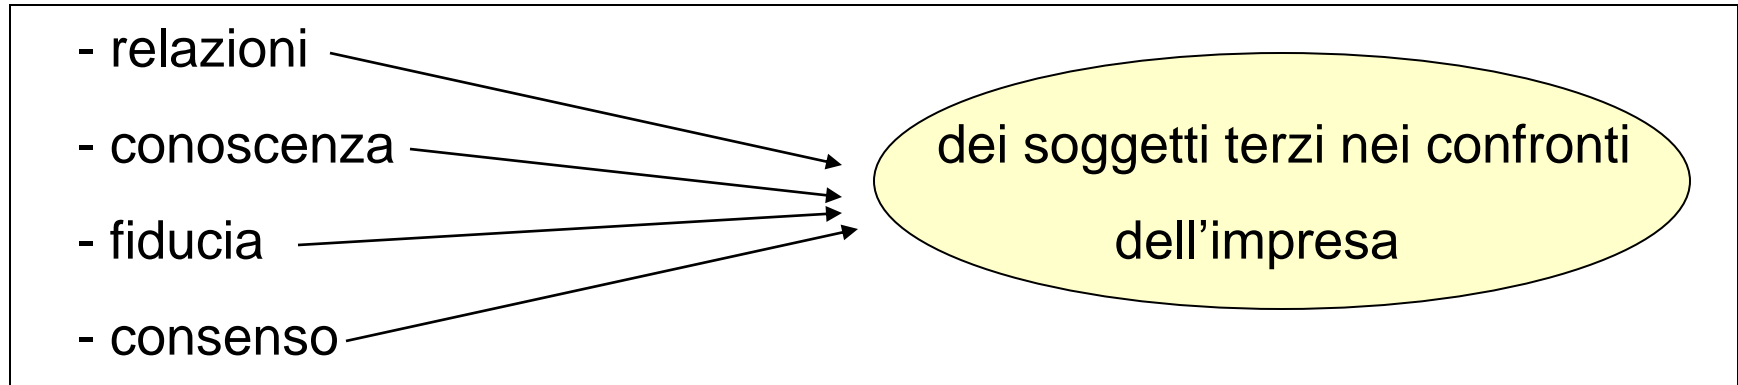 - relazioni
- conoscenza
- fiducia
- consenso
dei soggetti terzi nei confronti
dell’impresa